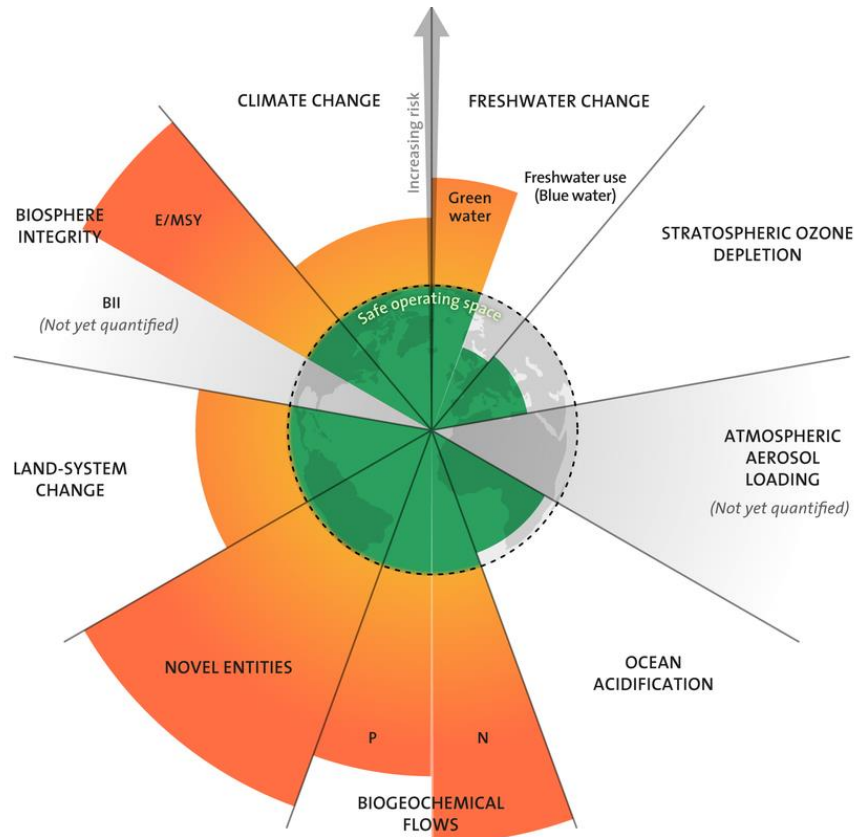 CLIMATE CHANGE
FRESHWATER CHANGE
Increasing risk
Freshwater use
(Blue water)
Green
water
BIOSPHERE
INTEGRITY
E/MSY
STRATOSPHERIC OZONE
DEPLETION
BII
(Not yet quantified)
Safe operating space
LAND-SYSTEM
CHANGE
ATMOSPHERIC
AEROSOL
LOADING
(Not yet quantified)
NOVEL ENTITIES
OCEAN
ACIDIFICATION
P
N
BIOGEOCHEMICAL
FLOWS